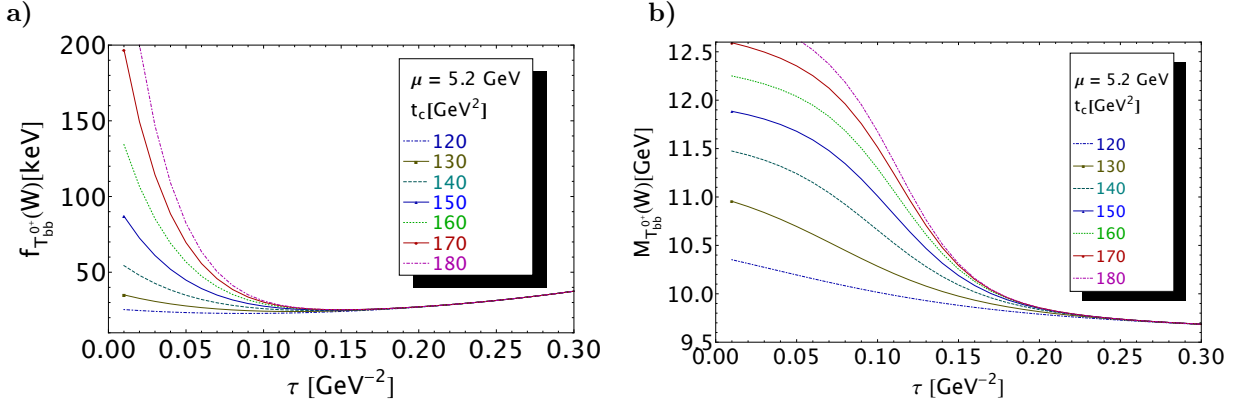 a)
f_{T_{bb}^{0^+}}(W)[keV]
200
150
100
50
0.00 0.05 0.10 0.15 0.20 0.25 0.30
τ [GeV⁻²]
μ = 5.2 GeV
t_c[GeV²]
120
130
140
150
160
170
180
b)
M_{T_{bb}^{0^+}}(W)[GeV]
12.5
12.0
11.5
11.0
10.5
10.0
9.5
0.00 0.05 0.10 0.15 0.20 0.25 0.30
τ [GeV⁻²]
μ = 5.2 GeV
t_c[GeV²]
120
130
140
150
160
170
180